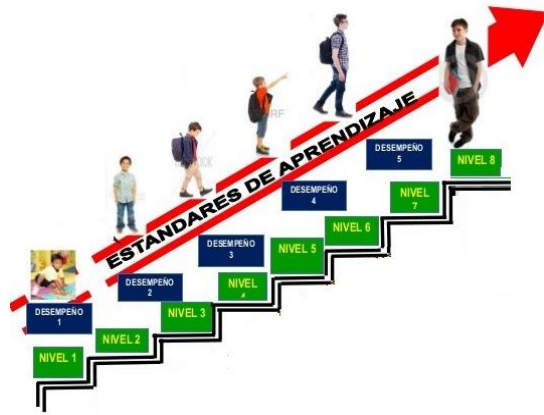 ESTANDARES DE APRENDIZAJE
DESEMPEÑO
1
DESEMPEÑO
2
DESEMPEÑO
3
DESEMPEÑO
4
DESEMPEÑO
5
NIVEL 1
NIVEL 2
NIVEL 3
NIVEL
NIVEL 5
NIVEL 6
NIVEL
7
NIVEL 8